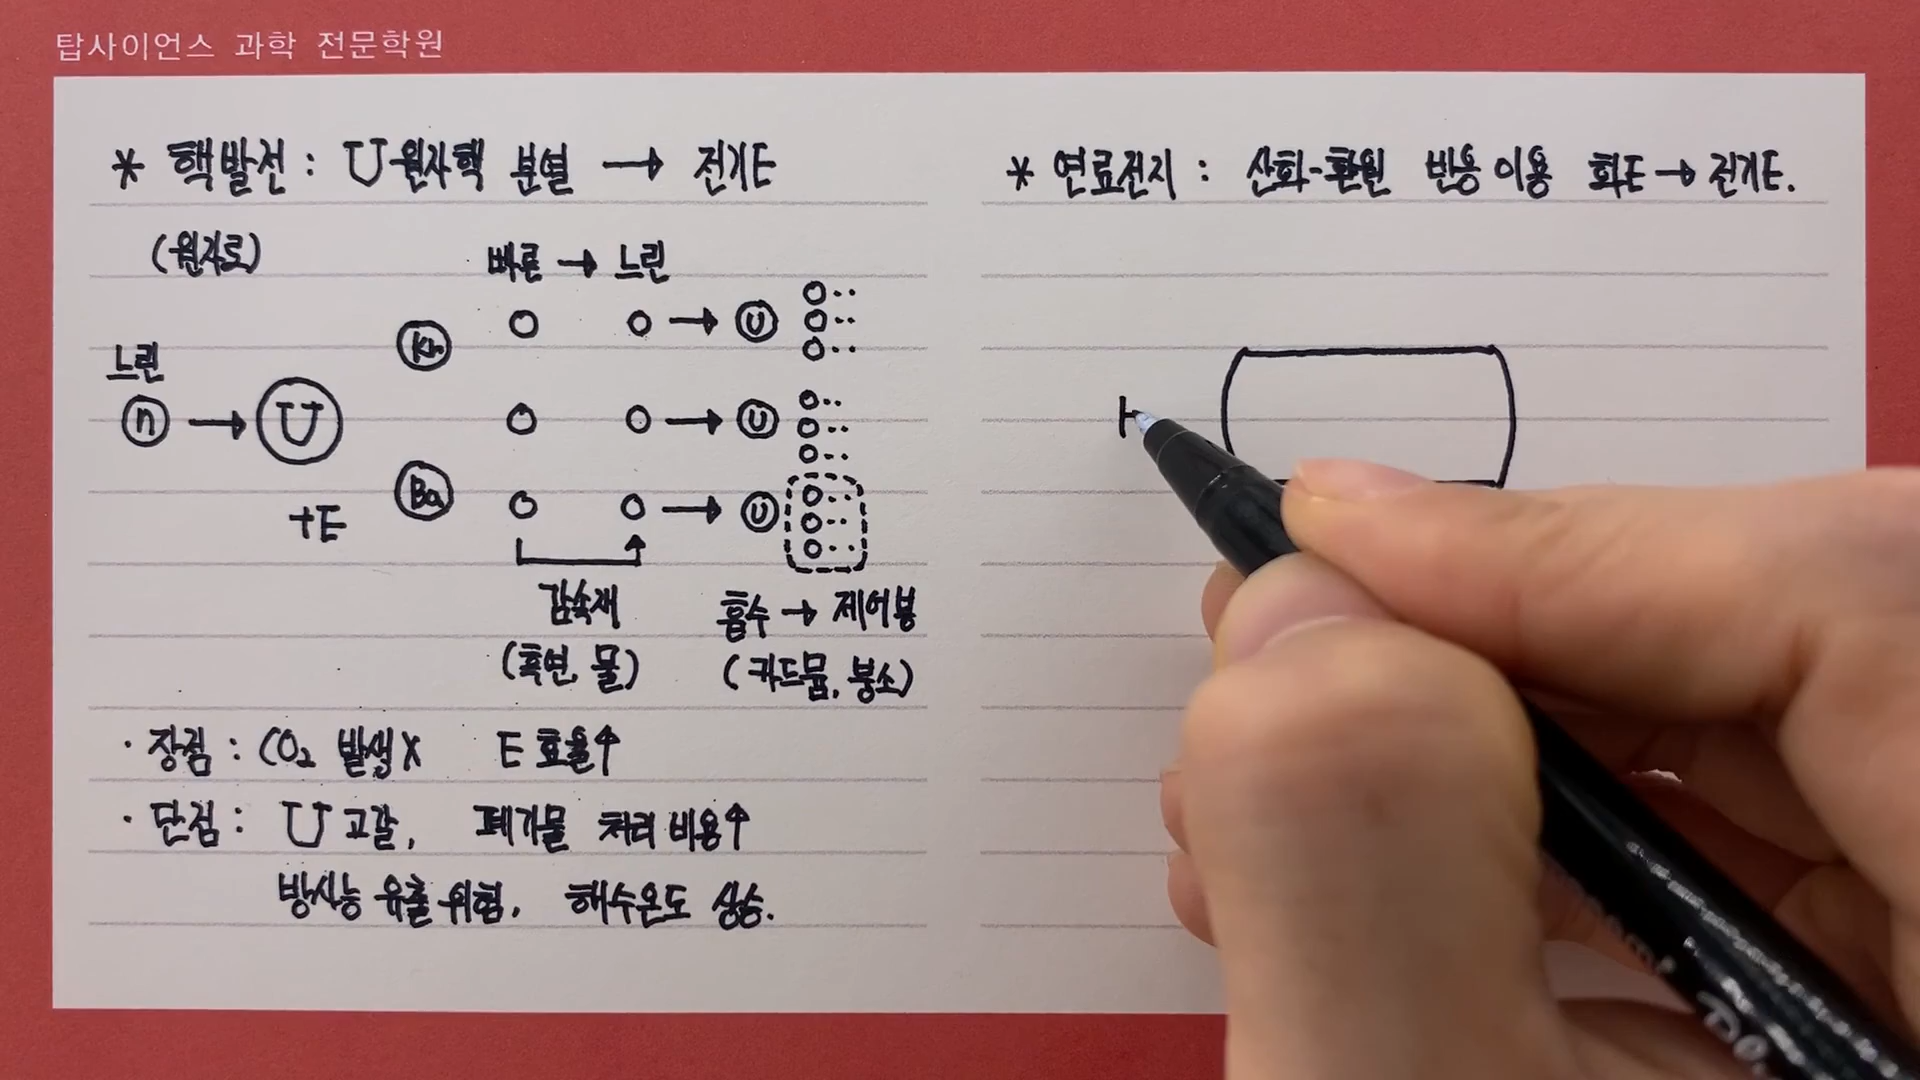 탑사이언스 과학 전문학원
* 핵발전 : U 원자핵 분열 → 전기E
(원자로)
빠른 → 느린
느린
n → U
+E
Kr
Ba
→ U
→ U
→ U
감속재
(흑연, 물)
흡수 → 제어봉
(카드뮴, 붕소)
· 장점 : CO₂ 발생X E 효율↑
· 단점 : U 고갈, 폐기물 처리 비용↑
방사능 유출 위험, 해수온도 상승.
* 연료전지 : 산화-환원 반응 이용 화E → 전기E.